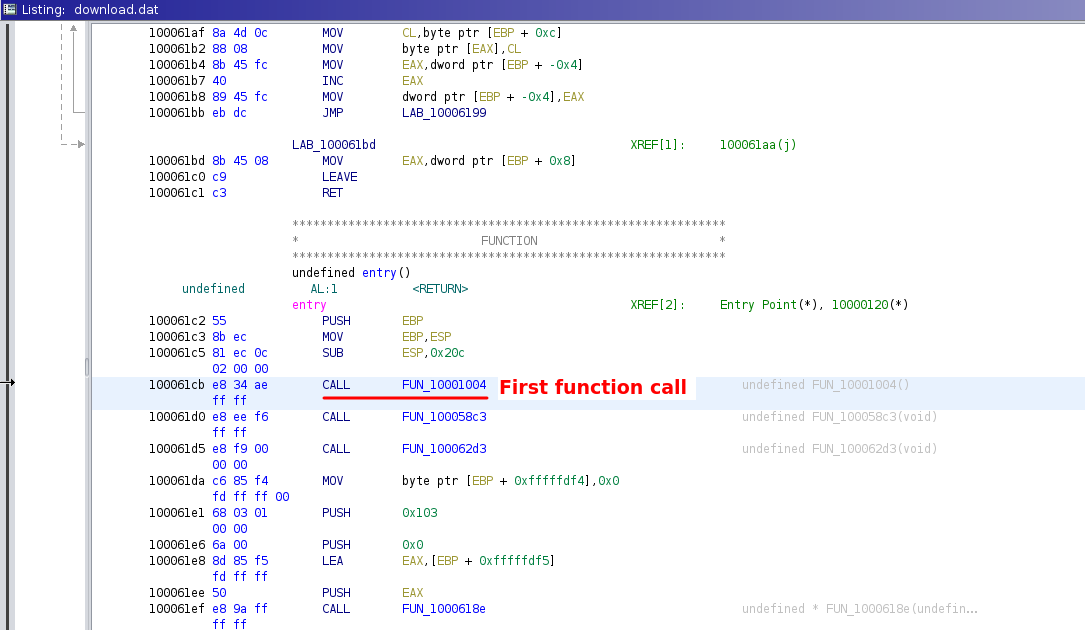 Listing: download.dat
100061af 8a 4d 0c MOV CL,byte ptr [EBP + 0xc]
100061b2 88 08 MOV byte ptr [EAX],CL
100061b4 8b 45 fc MOV EAX,dword ptr [EBP + -0x4]
100061b7 40 INC EAX
100061b8 89 45 fc MOV dword ptr [EBP + -0x4],EAX
100061bb eb dc JMP LAB_10006199
LAB_100061bd XREF[1]: 100061aa(j)
100061bd 8b 45 08 MOV EAX,dword ptr [EBP + 0x8]
100061c0 c9 LEAVE
100061c1 c3 RET
**************************************************************
* FUNCTION *
**************************************************************
undefined entry()
undefined AL:1 <RETURN>
entry XREF[2]: Entry Point(*), 10000120(*)
100061c2 55 PUSH EBP
100061c3 8b ec MOV EBP,ESP
100061c5 81 ec 0c SUB ESP,0x20c
02 00 00
100061cb e8 34 ae CALL FUN_10001004 First function call undefined FUN_10001004()
ff ff
100061d0 e8 ee f6 CALL FUN_100058c3 undefined FUN_100058c3(void)
ff ff
100061d5 e8 f9 00 CALL FUN_100062d3 undefined FUN_100062d3(void)
00 00
100061da c6 85 f4 MOV byte ptr [EBP + 0xfffffdf4],0x0
fd ff ff 00
100061e1 68 03 01 PUSH 0x103
00 00
100061e6 6a 00 PUSH 0x0
100061e8 8d 85 f5 LEA EAX,[EBP + 0xfffffdf5]
fd ff ff
100061ee 50 PUSH EAX
100061ef e8 9a ff CALL FUN_1000618e undefined * FUN_1000618e(undefin...
ff ff